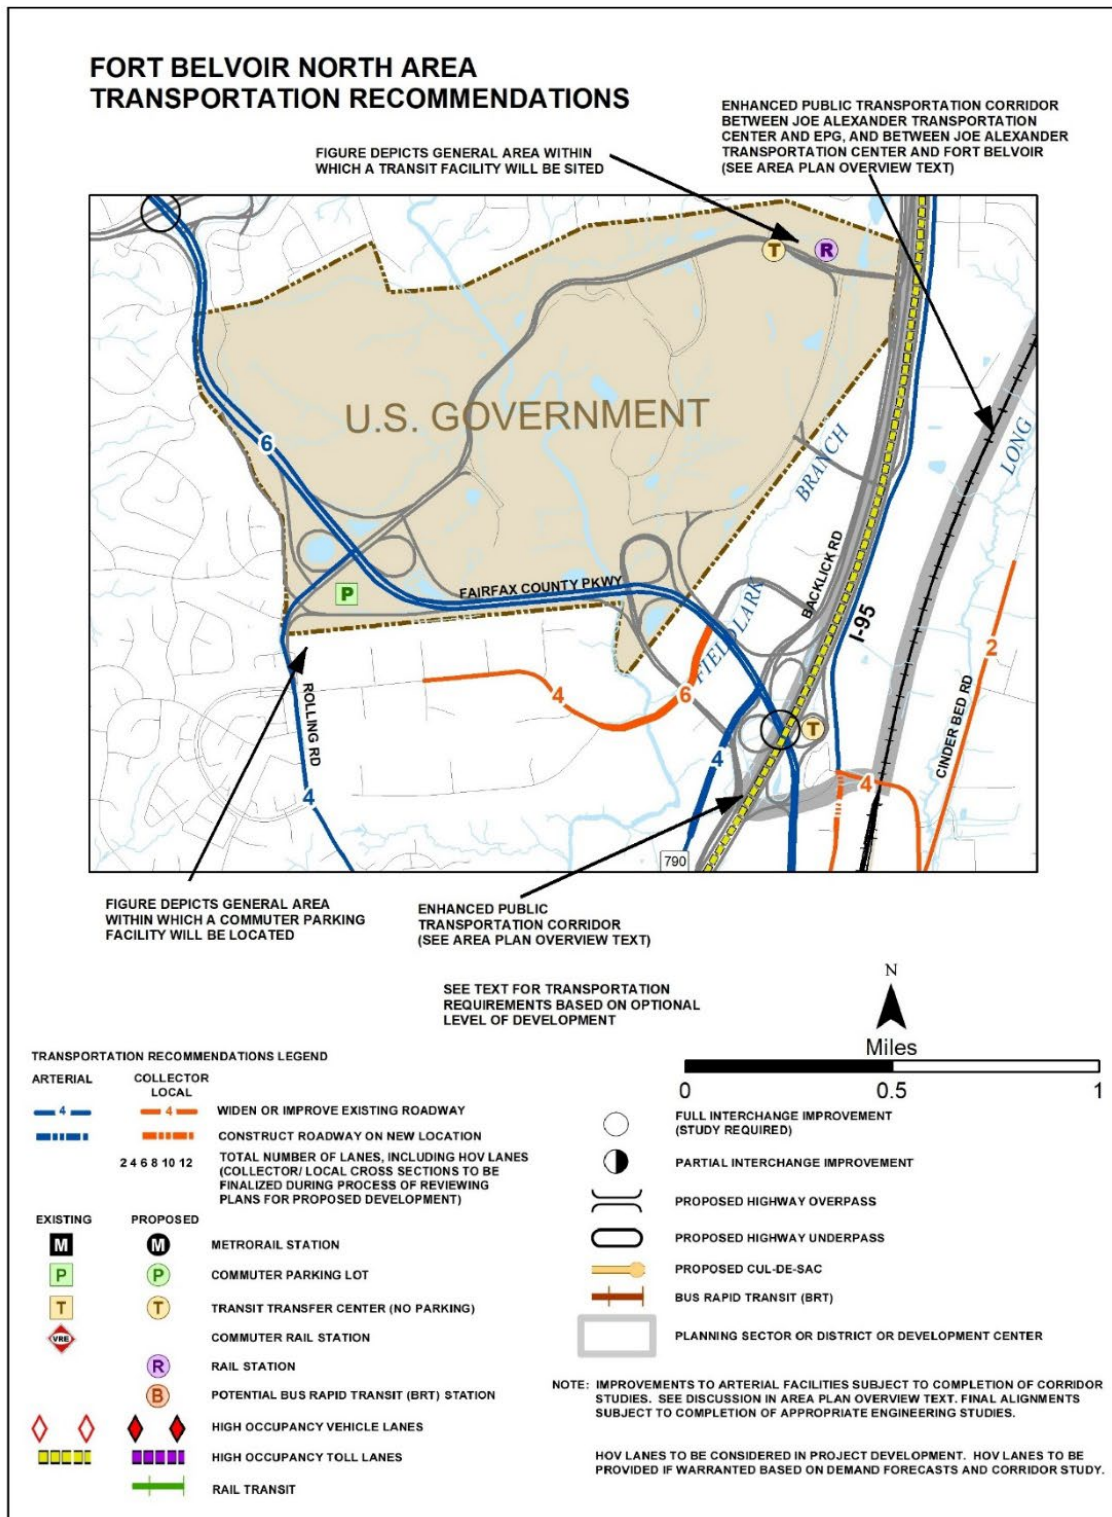 FORT BELVOIR NORTH AREA
TRANSPORTATION RECOMMENDATIONS
ENHANCED PUBLIC TRANSPORTATION CORRIDOR
BETWEEN JOE ALEXANDER TRANSPORTATION
CENTER AND EPG, AND BETWEEN JOE ALEXANDER
TRANSPORTATION CENTER AND FORT BELVOIR
(SEE AREA PLAN OVERVIEW TEXT)
FIGURE DEPICTS GENERAL AREA WITHIN
WHICH A TRANSIT FACILITY WILL BE SITED
T
R
U.S. GOVERNMENT
6
LONG
BRANCH
BACKLICK RD
I-95
P
FAIRFAX COUNTY PKWY
FIELDLARK
2
4
6
ROLLING RD
CINDER BED RD
T
4
4
4
790
FIGURE DEPICTS GENERAL AREA
WITHIN WHICH A COMMUTER PARKING
FACILITY WILL BE LOCATED
ENHANCED PUBLIC
TRANSPORTATION CORRIDOR
(SEE AREA PLAN OVERVIEW TEXT)
SEE TEXT FOR TRANSPORTATION
REQUIREMENTS BASED ON OPTIONAL
LEVEL OF DEVELOPMENT
N
Miles
0 0.5 1
TRANSPORTATION RECOMMENDATIONS LEGEND
ARTERIAL COLLECTOR
LOCAL
4 4 WIDEN OR IMPROVE EXISTING ROADWAY
CONSTRUCT ROADWAY ON NEW LOCATION
2 4 6 8 10 12 TOTAL NUMBER OF LANES, INCLUDING HOV LANES
(COLLECTOR/ LOCAL CROSS SECTIONS TO BE
FINALIZED DURING PROCESS OF REVIEWING
PLANS FOR PROPOSED DEVELOPMENT)
EXISTING PROPOSED
M M METRORAIL STATION
P P COMMUTER PARKING LOT
T T TRANSIT TRANSFER CENTER (NO PARKING)
VRE COMMUTER RAIL STATION
R RAIL STATION
B POTENTIAL BUS RAPID TRANSIT (BRT) STATION
HIGH OCCUPANCY VEHICLE LANES
HIGH OCCUPANCY TOLL LANES
RAIL TRANSIT
FULL INTERCHANGE IMPROVEMENT
(STUDY REQUIRED)
PARTIAL INTERCHANGE IMPROVEMENT
PROPOSED HIGHWAY OVERPASS
PROPOSED HIGHWAY UNDERPASS
PROPOSED CUL-DE-SAC
BUS RAPID TRANSIT (BRT)
PLANNING SECTOR OR DISTRICT OR DEVELOPMENT CENTER
NOTE: IMPROVEMENTS TO ARTERIAL FACILITIES SUBJECT TO COMPLETION OF CORRIDOR
STUDIES. SEE DISCUSSION IN AREA PLAN OVERVIEW TEXT. FINAL ALIGNMENTS
SUBJECT TO COMPLETION OF APPROPRIATE ENGINEERING STUDIES.
HOV LANES TO BE CONSIDERED IN PROJECT DEVELOPMENT. HOV LANES TO BE
PROVIDED IF WARRANTED BASED ON DEMAND FORECASTS AND CORRIDOR STUDY.